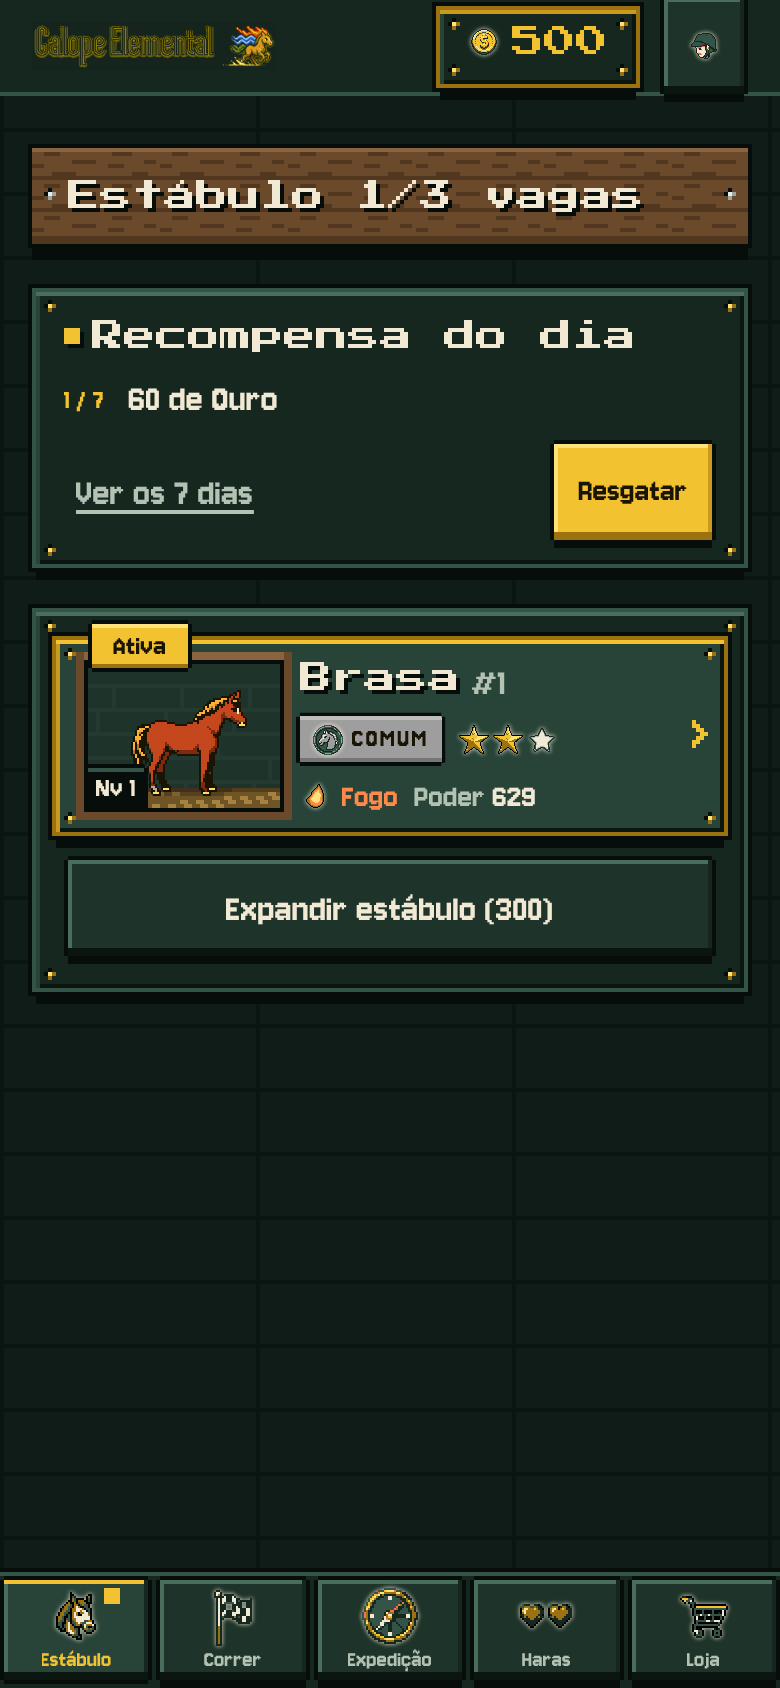 Galope Elemental
500
Estábulo 1/3 vagas
Recompensa do dia
1/7 60 de Ouro
Ver os 7 dias
Resgatar
Ativa
Brasa #1
COMUM
Nv 1
Fogo Poder 629
Expandir estábulo (300)
Estábulo
Correr
Expedição
Haras
Loja